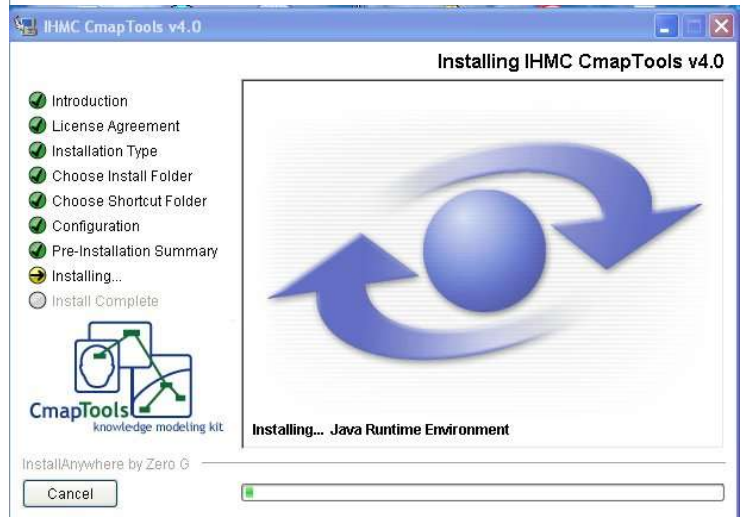 IHMC CmapTools v4.0
Installing IHMC CmapTools v4.0
Introduction
License Agreement
Installation Type
Choose Install Folder
Choose Shortcut Folder
Configuration
Pre-Installation Summary
Installing...
Install Complete
CmapTools
knowledge modeling kit
Installing... Java Runtime Environment
InstallAnywhere by Zero G
Cancel